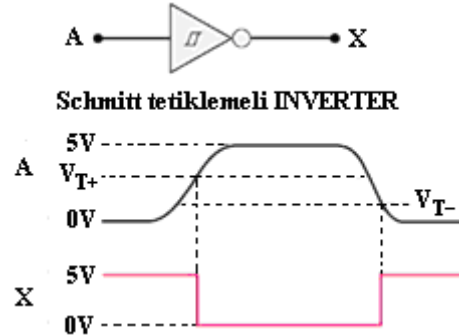 A X
Schmitt tetiklemeli INVERTER
5V
A
V_T+
V_T−
0V
5V
X
0V